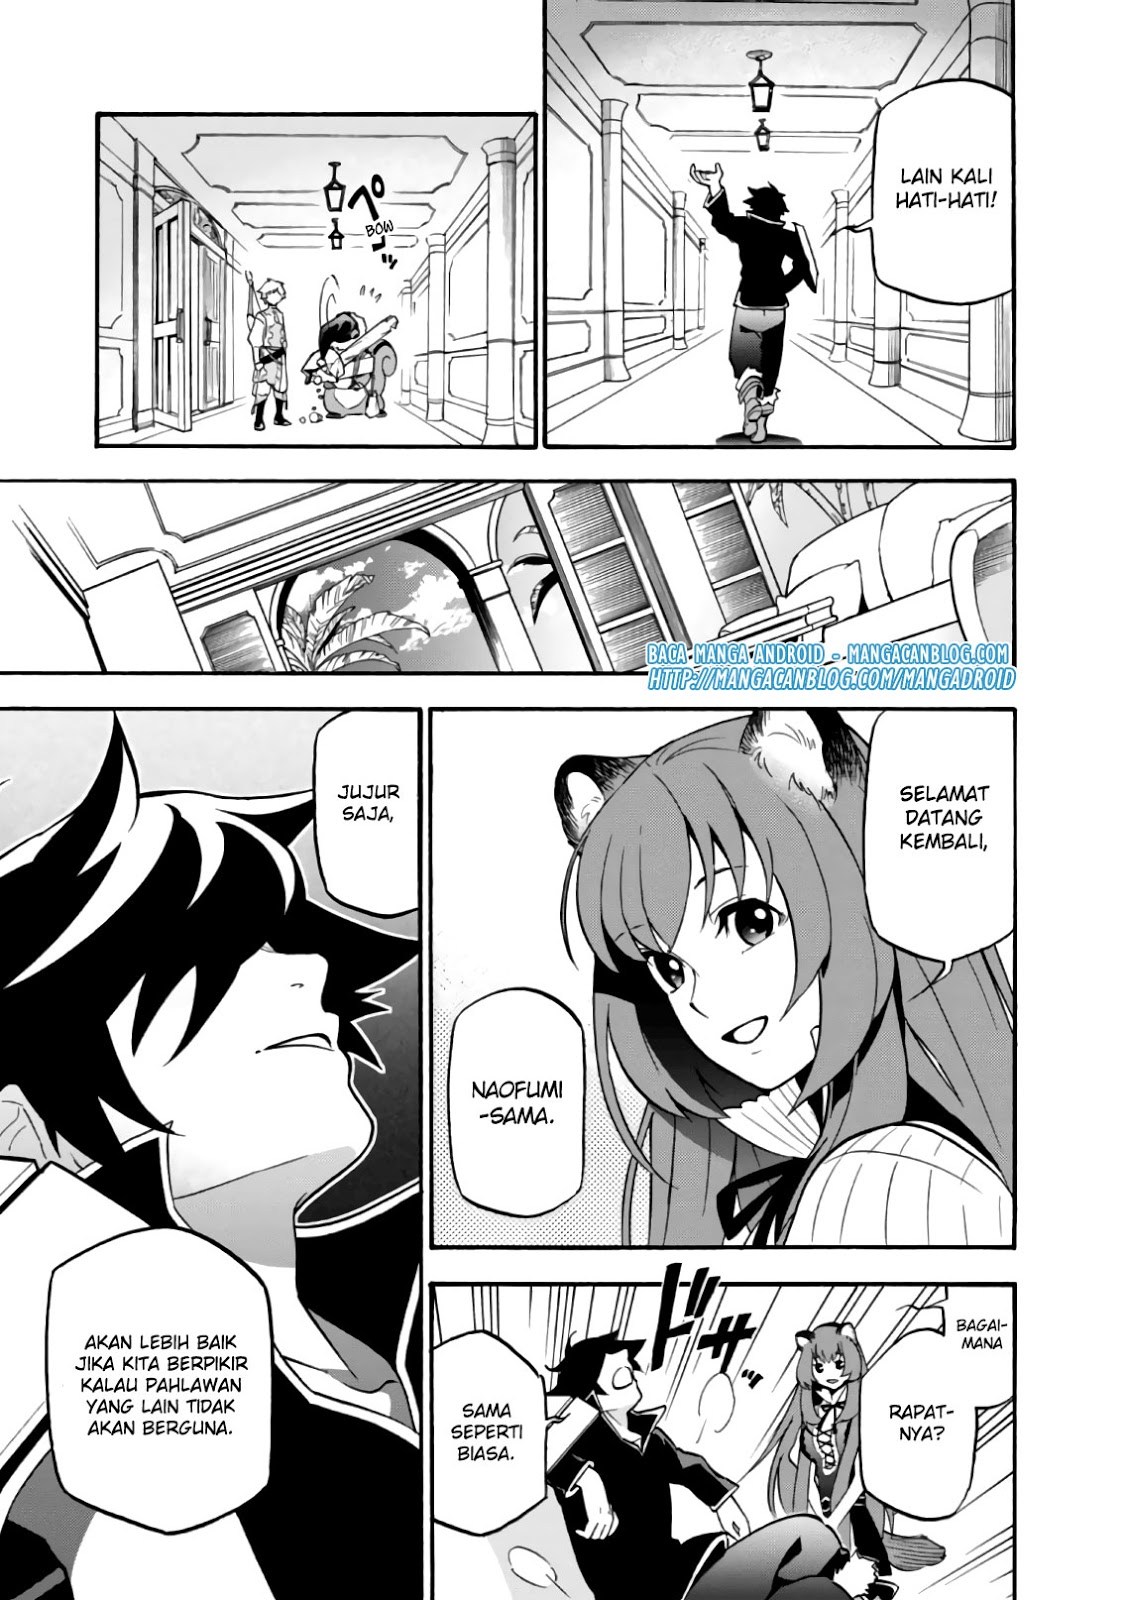 LAIN KALI
HATI-HATI!
ペコッ
BOW
BACA MANGA ANDROID - MANGACANBLOG.COM
HTTP://MANGACANBLOG.COM/MANGADROID
SELAMAT
DATANG
KEMBALI,
NAOFUMI
-SAMA.
JUJUR
SAJA,
BAGAI-
MANA
RAPAT-
NYA?
ドサッ
SAMA
SEPERTI
BIASA.
AKAN LEBIH BAIK
JIKA KITA BERPIKIR
KALAU PAHLAWAN
YANG LAIN TIDAK
AKAN BERGUNA.